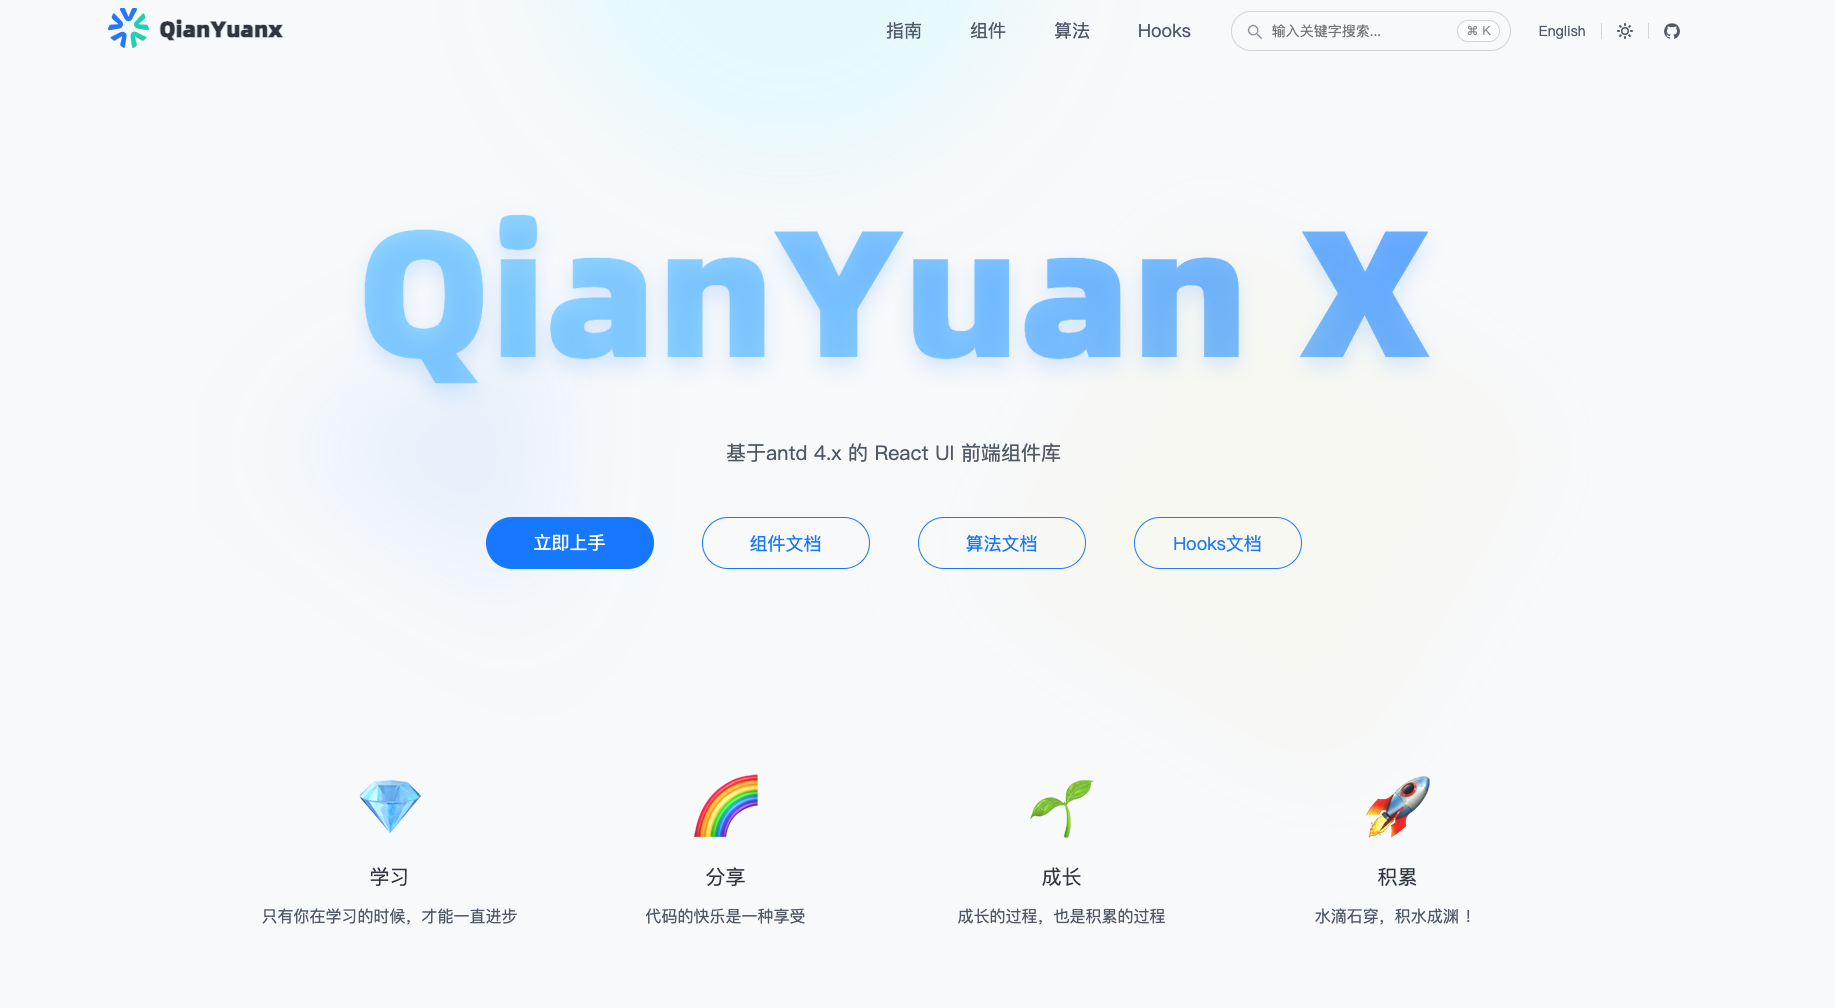 QianYuanx
指南 组件 算法 Hooks 输入关键字搜索... ⌘ K English
QianYuan X
基于antd 4.x 的 React UI 前端组件库
立即上手 组件文档 算法文档 Hooks文档
学习 分享 成长 积累
只有你在学习的时候，才能一直进步 代码的快乐是一种享受 成长的过程，也是积累的过程 水滴石穿，积水成渊！